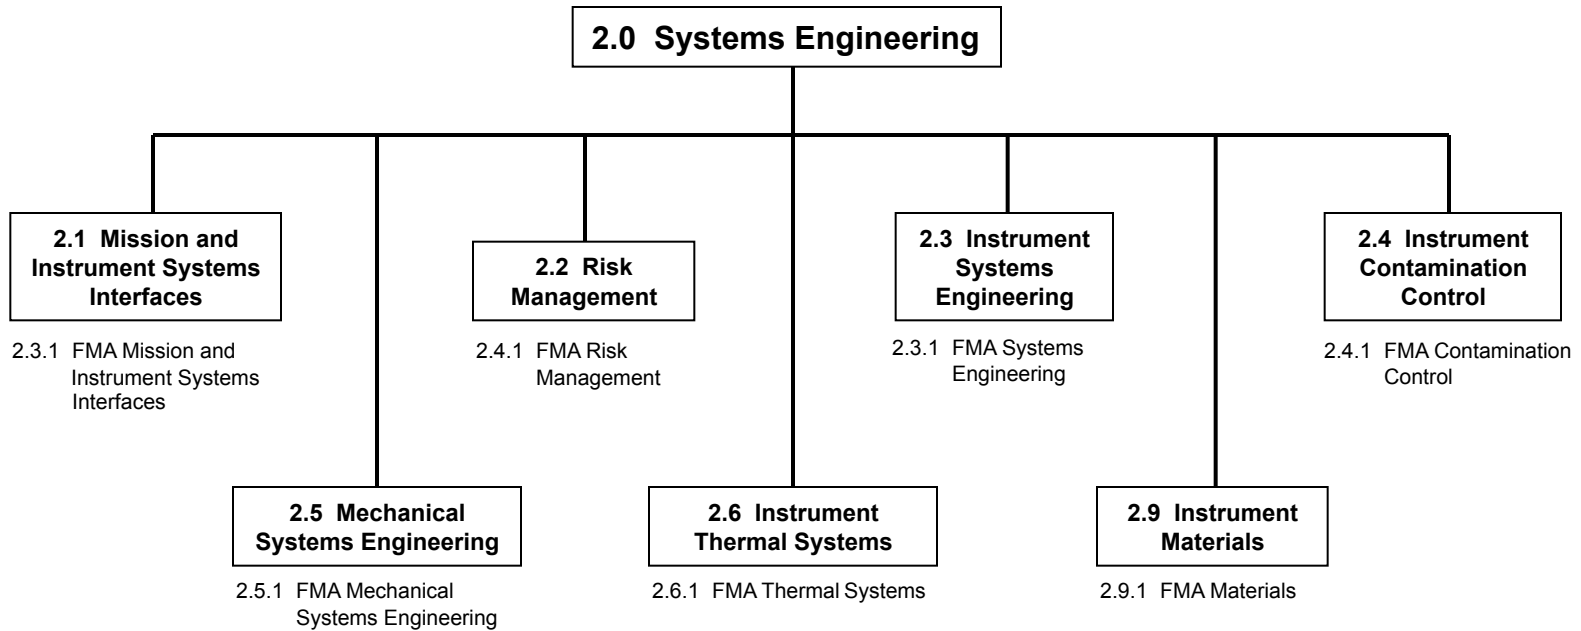 2.0 Systems Engineering
2.1 Mission and
Instrument Systems
Interfaces
2.3.1 FMA Mission and
Instrument Systems
Interfaces
2.2 Risk
Management
2.4.1 FMA Risk
Management
2.3 Instrument
Systems
Engineering
2.3.1 FMA Systems
Engineering
2.4 Instrument
Contamination
Control
2.4.1 FMA Contamination
Control
2.5 Mechanical
Systems Engineering
2.5.1 FMA Mechanical
Systems Engineering
2.6 Instrument
Thermal Systems
2.6.1 FMA Thermal Systems
2.9 Instrument
Materials
2.9.1 FMA Materials